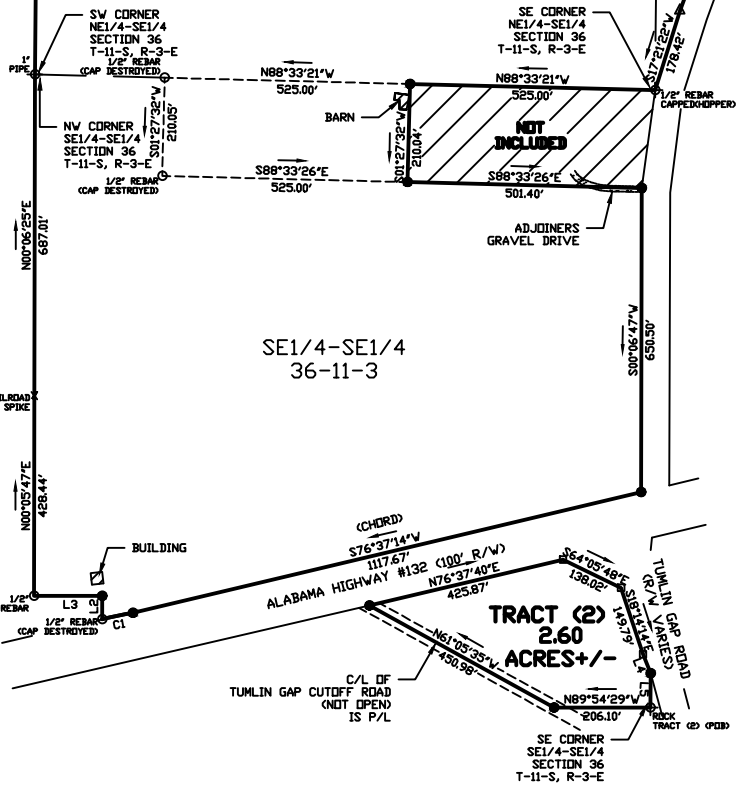 SW CORNER
NE1/4-SE1/4
SECTION 36
T-11-S, R-3-E
1/2" REBAR
(CAP DESTROYED)
1"
PIPE
NW CORNER
SE1/4-SE1/4
SECTION 36
T-11-S, R-3-E
SE CORNER
NE1/4-SE1/4
SECTION 36
T-11-S, R-3-E
S17°21'22"W
178.42'
1/2" REBAR
CAPPED(HOPPER)
N88°33'21"W
525.00'
N88°33'21"W
525.00'
S01°27'32"W
210.05'
BARN
S01°27'32"W
210.04'
NOT
INCLUDED
1/2" REBAR
(CAP DESTROYED)
S88°33'26"E
525.00'
S88°33'26"E
501.40'
ADJOINERS
GRAVEL DRIVE
N00°06'25"E
687.01'
SE1/4-SE1/4
36-11-3
S00°06'47"W
650.50'
SPIKE
N00°05'47"E
428.44'
BUILDING
1/2"
REBAR
L3
L2
C1
1/2" REBAR
(CAP DESTROYED)
(CHORD)
S76°37'14"W
1117.67'
ALABAMA HIGHWAY #132 (100' R/W)
N76°37'40"E
425.87'
S64°05'48"E
138.02'
S18°14'14"E
149.79'
TUMLIN GAP ROAD
(R/W VARIES)
TRACT (2)
2.60
ACRES+/-
N61°05'35"W
450.98'
L4
L5
C/L OF
TUMLIN GAP CUTOFF ROAD
(NOT OPEN)
IS P/L
N89°54'29"W
206.10'
ROCK
TRACT (2) (POB)
SE CORNER
SE1/4-SE1/4
SECTION 36
T-11-S, R-3-E